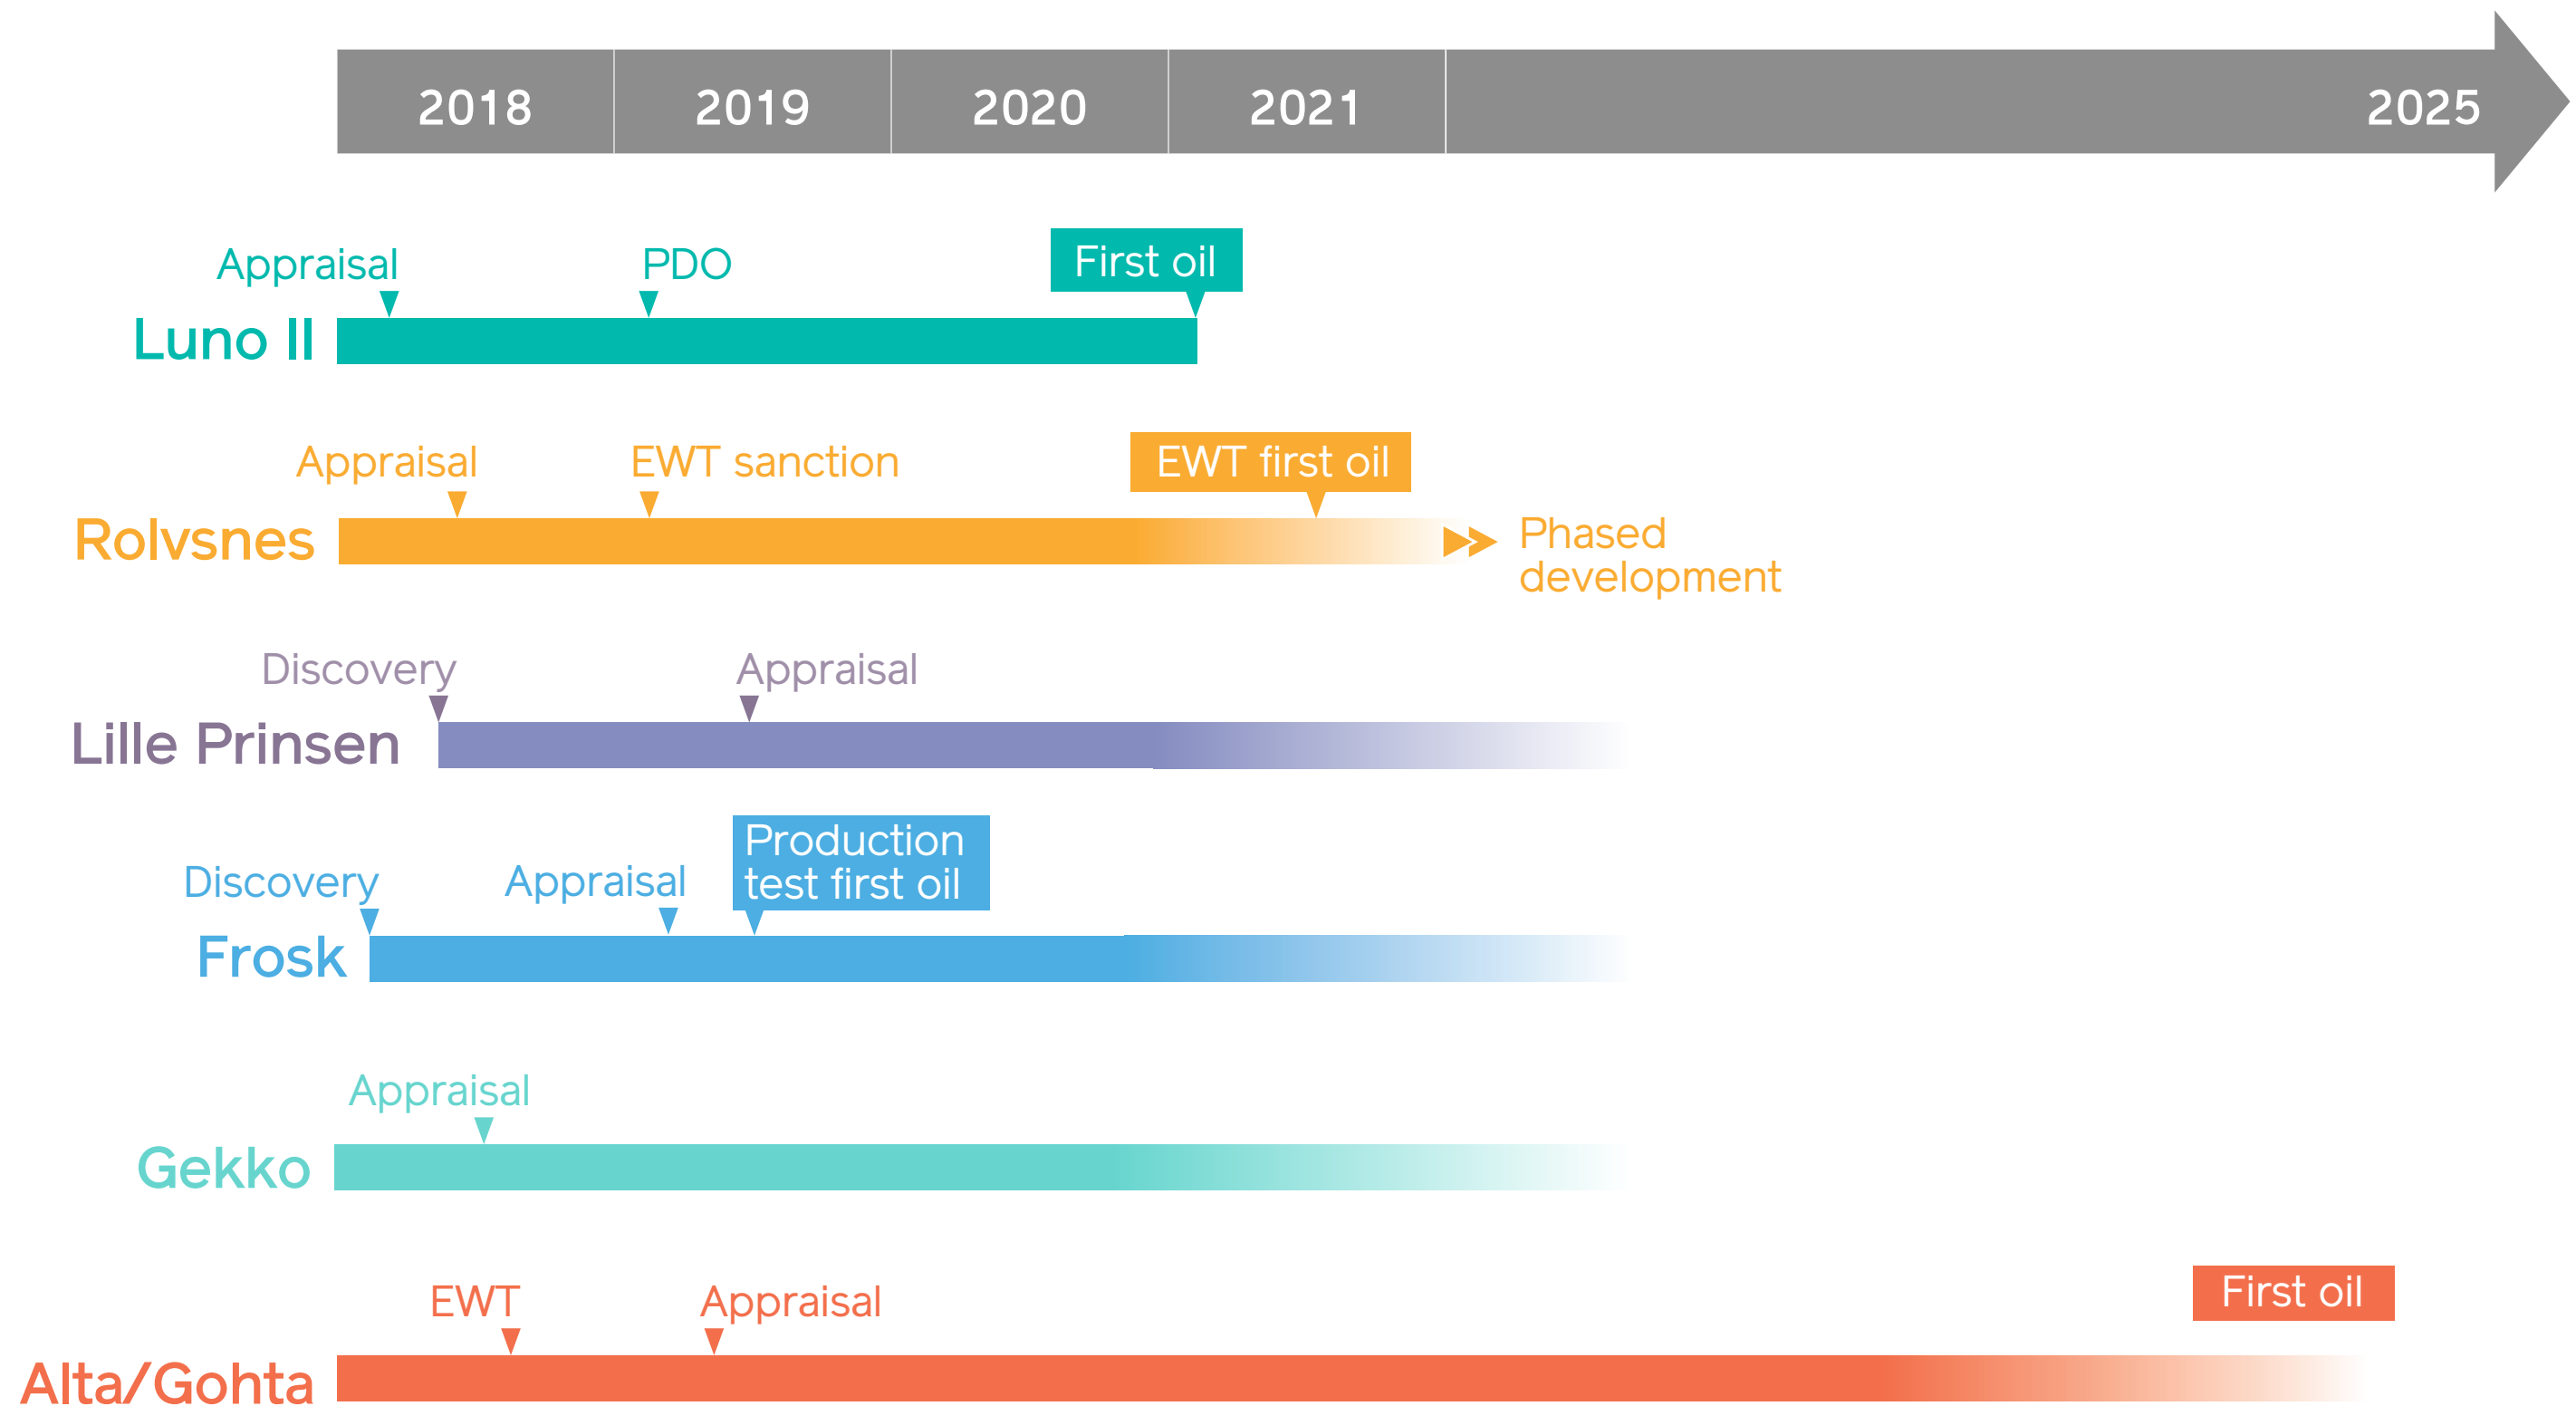 2018 2019 2020 2021 2025
Appraisal PDO First oil
Luno II
Appraisal EWT sanction EWT first oil
Rolvsnes
Phased
development
Discovery Appraisal
Lille Prinsen
Production
test first oil
Discovery Appraisal
Frosk
Appraisal
Gekko
EWT Appraisal First oil
Alta/Gohta